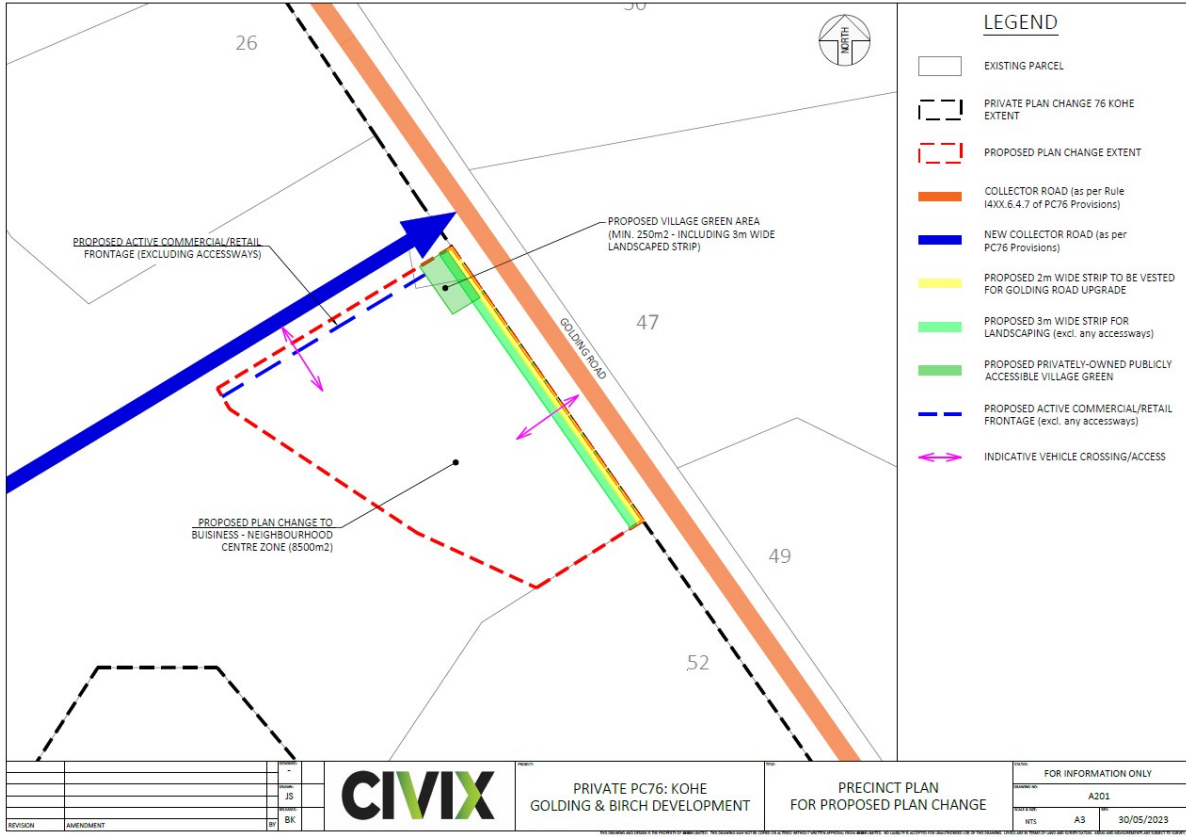 26
50
NORTH
PROPOSED ACTIVE COMMERCIAL/RETAIL
FRONTAGE (EXCLUDING ACCESSWAYS)
PROPOSED VILLAGE GREEN AREA
(MIN. 250m2 - INCLUDING 3m WIDE
LANDSCAPED STRIP)
GOLDING ROAD
47
PROPOSED PLAN CHANGE TO
BUISINESS - NEIGHBOURHOOD
CENTRE ZONE (8500m2)
49
52
LEGEND
EXISTING PARCEL
PRIVATE PLAN CHANGE 76 KOHE
EXTENT
PROPOSED PLAN CHANGE EXTENT
COLLECTOR ROAD (as per Rule
I4XX.6.4.7 of PC76 Provisions)
NEW COLLECTOR ROAD (as per
PC76 Provisions)
PROPOSED 2m WIDE STRIP TO BE VESTED
FOR GOLDING ROAD UPGRADE
PROPOSED 3m WIDE STRIP FOR
LANDSCAPING (excl. any accessways)
PROPOSED PRIVATELY-OWNED PUBLICLY
ACCESSIBLE VILLAGE GREEN
PROPOSED ACTIVE COMMERCIAL/RETAIL
FRONTAGE (excl. any accessways)
INDICATIVE VEHICLE CROSSING/ACCESS
REVISION AMENDMENT BY
-
JS
BK
CIVIX
PRIVATE PC76: KOHE
GOLDING & BIRCH DEVELOPMENT
PRECINCT PLAN
FOR PROPOSED PLAN CHANGE
FOR INFORMATION ONLY
A201
NTS A3 30/05/2023